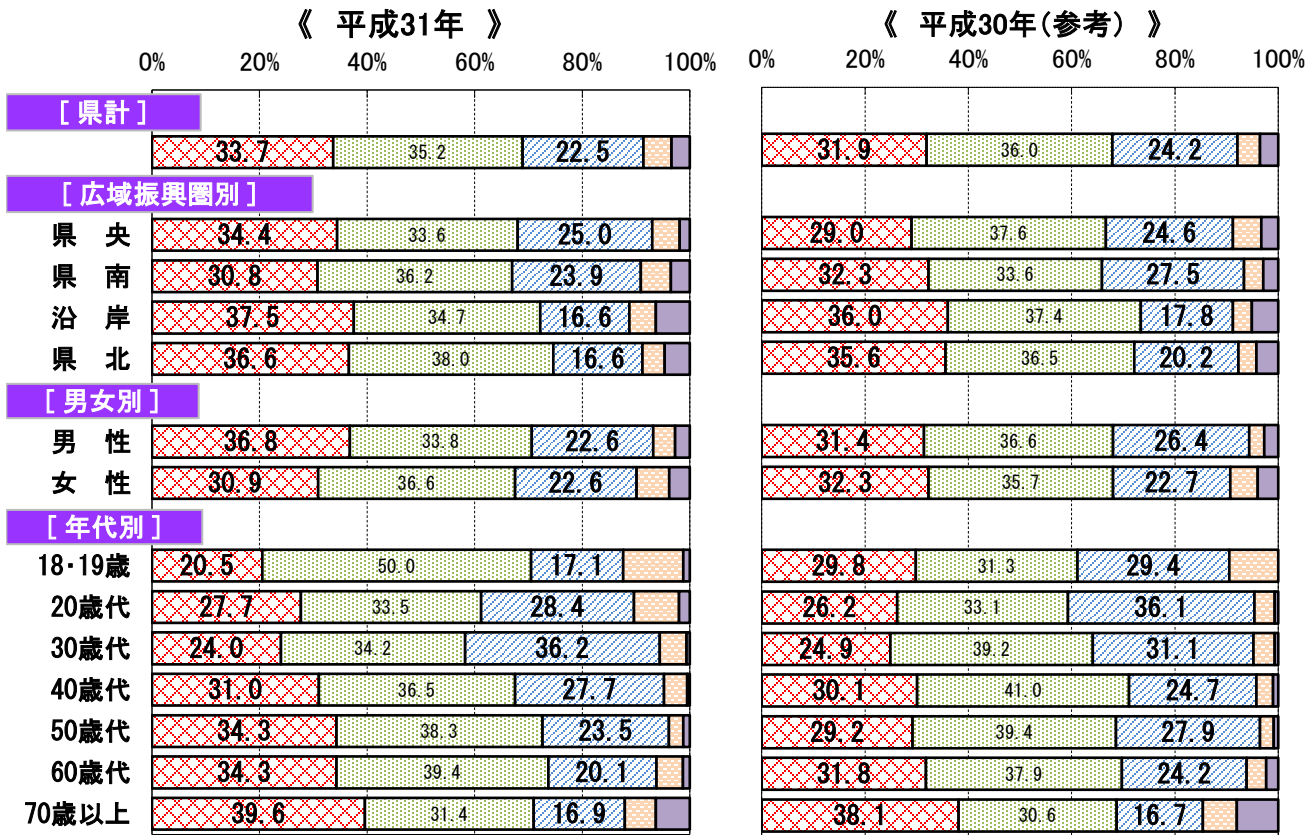 《 平成31年 》 《 平成30年(参考) 》
0% 20% 40% 60% 80% 100% 0% 20% 40% 60% 80% 100%
[ 県計 ]
33.7 35.2 22.5 31.9 36.0 24.2
[ 広域振興圏別 ]
県 央 34.4 33.6 25.0 29.0 37.6 24.6
県 南 30.8 36.2 23.9 32.3 33.6 27.5
沿 岸 37.5 34.7 16.6 36.0 37.4 17.8
県 北 36.6 38.0 16.6 35.6 36.5 20.2
[ 男女別 ]
男 性 36.8 33.8 22.6 31.4 36.6 26.4
女 性 30.9 36.6 22.6 32.3 35.7 22.7
[ 年代別 ]
18・19歳 20.5 50.0 17.1 29.8 31.3 29.4
20歳代 27.7 33.5 28.4 26.2 33.1 36.1
30歳代 24.0 34.2 36.2 24.9 39.2 31.1
40歳代 31.0 36.5 27.7 30.1 41.0 24.7
50歳代 34.3 38.3 23.5 29.2 39.4 27.9
60歳代 34.3 39.4 20.1 31.8 37.9 24.2
70歳以上 39.6 31.4 16.9 38.1 30.6 16.7